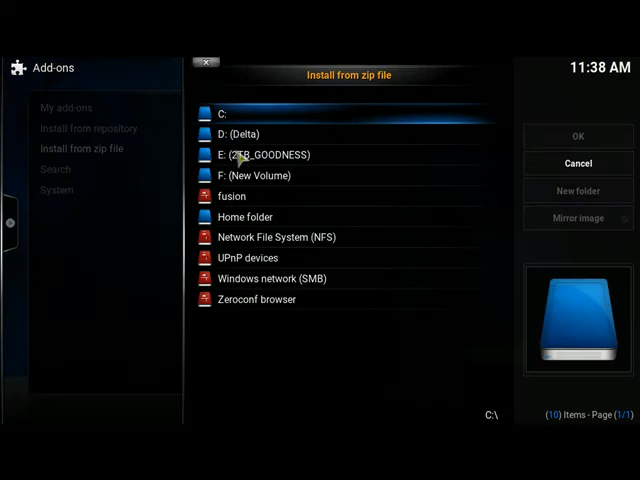 Add-ons
My add-ons
Install from repository
Install from zip file
Search
System
x
Install from zip file
C:
D: (Delta)
E: (2TB_GOODNESS)
F: (New Volume)
fusion
Home folder
Network File System (NFS)
UPnP devices
Windows network (SMB)
Zeroconf browser
C:\
11:38 AM
OK
Cancel
New folder
Mirror image
(10) Items - Page (1/1)